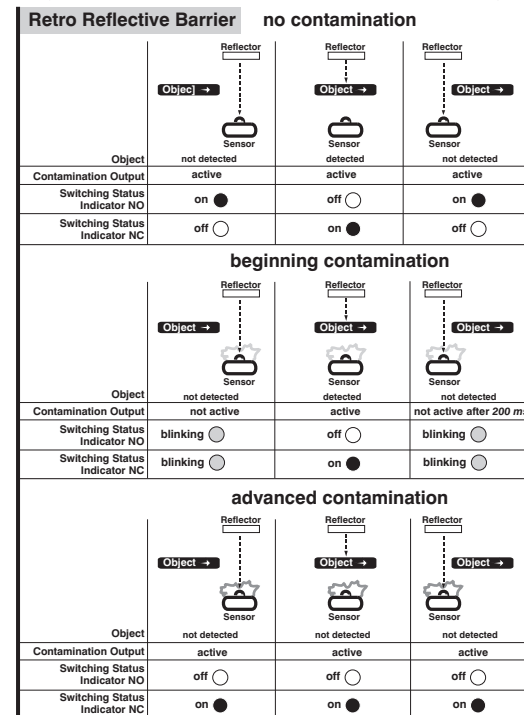 Retro Reflective Barrier no contamination
Reflector Reflector Reflector
Objec] → Object → Object →
Sensor Sensor Sensor
Object not detected detected not detected
Contamination Output active active active
Switching Status
Indicator NO on off on
Switching Status
Indicator NC off on off
beginning contamination
Reflector Reflector Reflector
Object → Object → Object →
Sensor Sensor Sensor
Object not detected detected not detected
Contamination Output not active active not active after 200 ms
Switching Status
Indicator NO blinking off blinking
Switching Status
Indicator NC blinking on blinking
advanced contamination
Reflector Reflector Reflector
Object → Object → Object →
Sensor Sensor Sensor
Object not detected not detected not detected
Contamination Output active active active
Switching Status
Indicator NO off off off
Switching Status
Indicator NC on on on